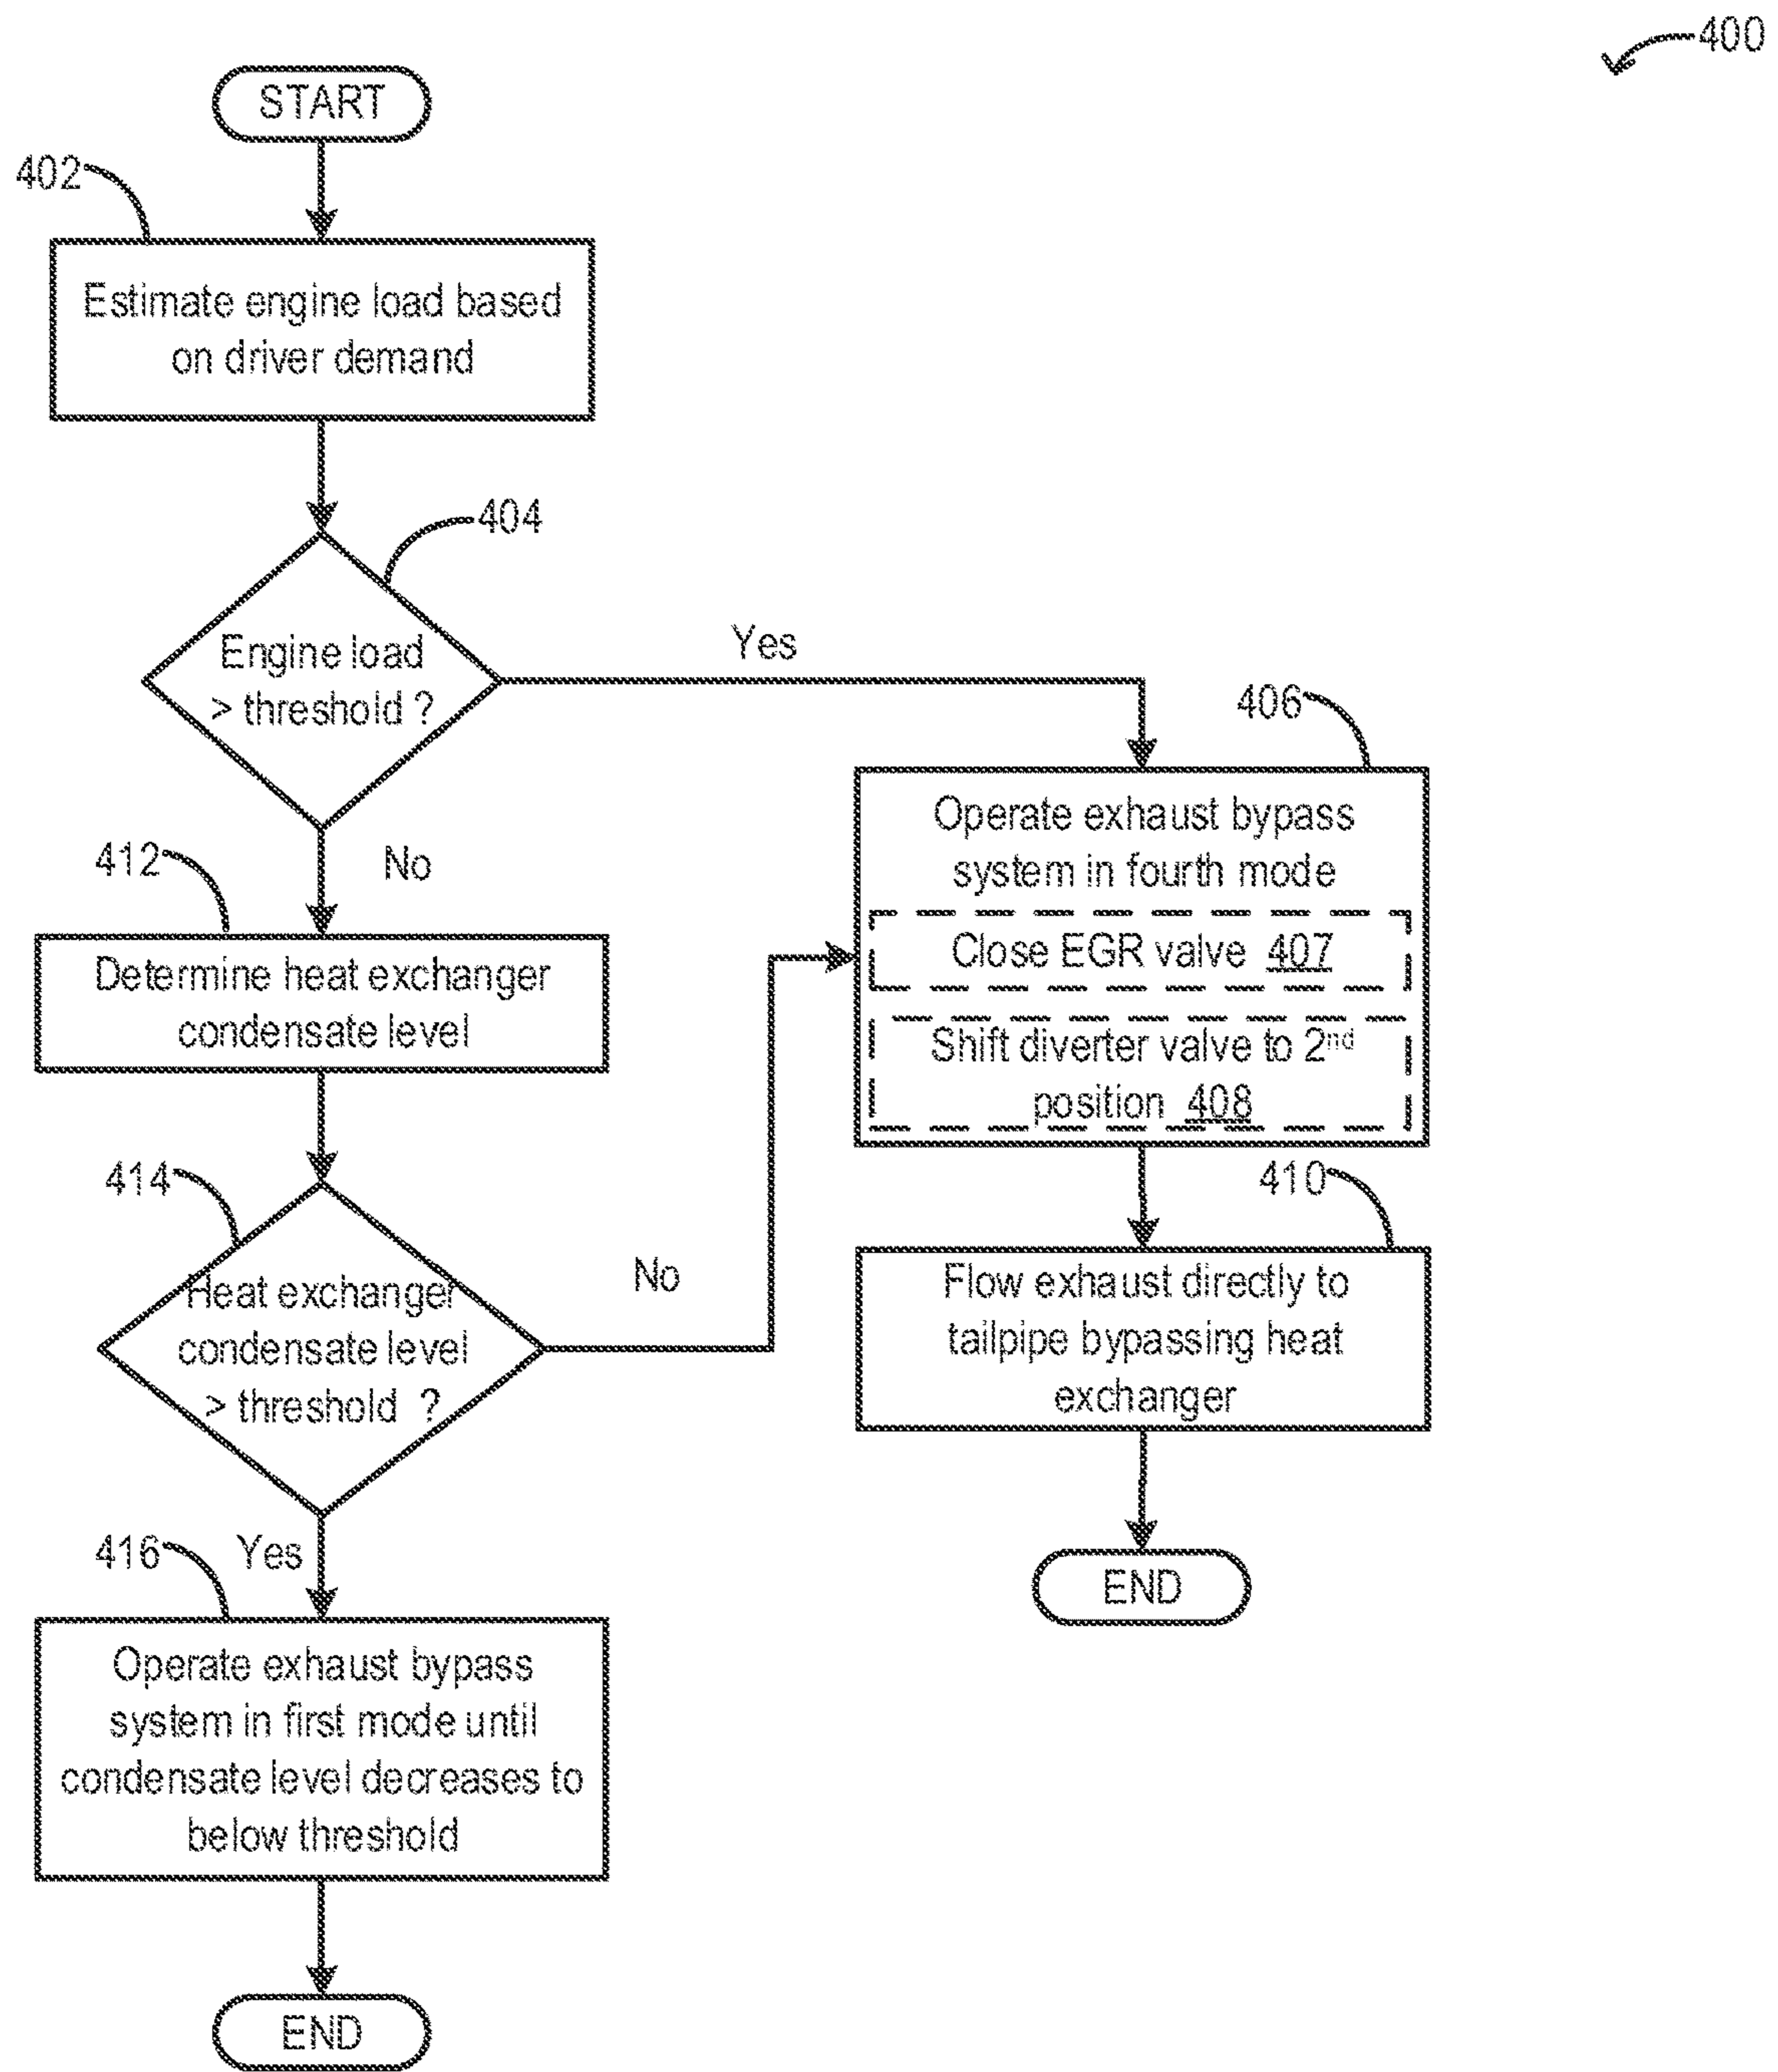 400
START
402
Estimate engine load based
on driver demand
404
Engine load
> threshold ?
Yes
No
406
Operate exhaust bypass
system in fourth mode
Close EGR valve 407
Shift diverter valve to 2nd
position 408
412
Determine heat exchanger
condensate level
414
Heat exchanger
condensate level
> threshold ?
No
Yes
410
Flow exhaust directly to
tailpipe bypassing heat
exchanger
END
416
Operate exhaust bypass
system in first mode until
condensate level decreases to
below threshold
END